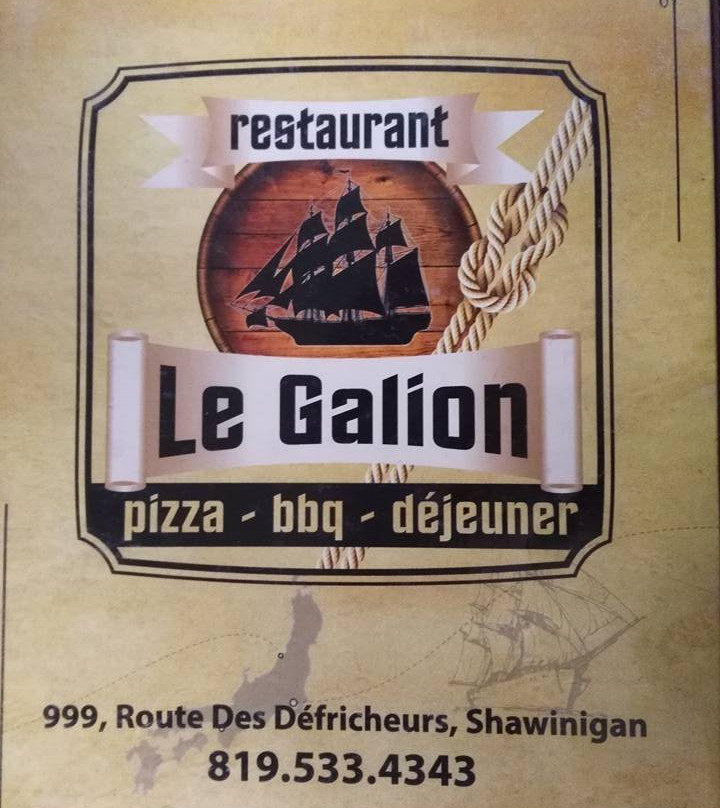 restaurant
Le Galion
pizza - bbq - déjeuner
999, Route Des Défricheurs, Shawinigan
819.533.4343